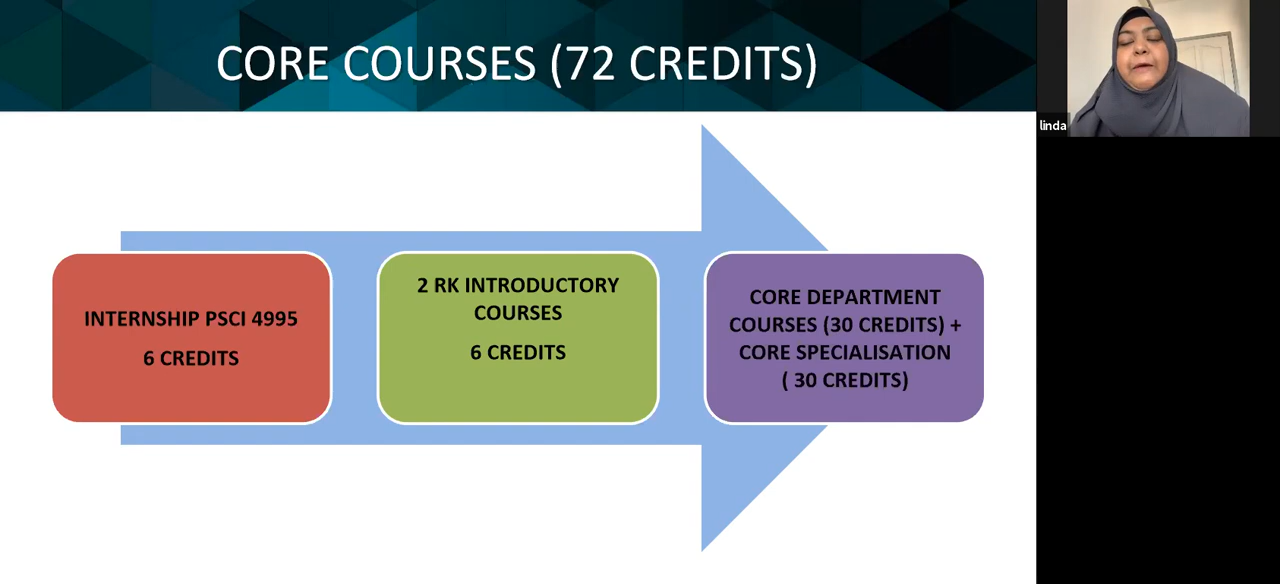 CORE COURSES (72 CREDITS)
linda
INTERNSHIP PSCI 4995
6 CREDITS
2 RK INTRODUCTORY
COURSES
6 CREDITS
CORE DEPARTMENT
COURSES (30 CREDITS) +
CORE SPECIALISATION
( 30 CREDITS)